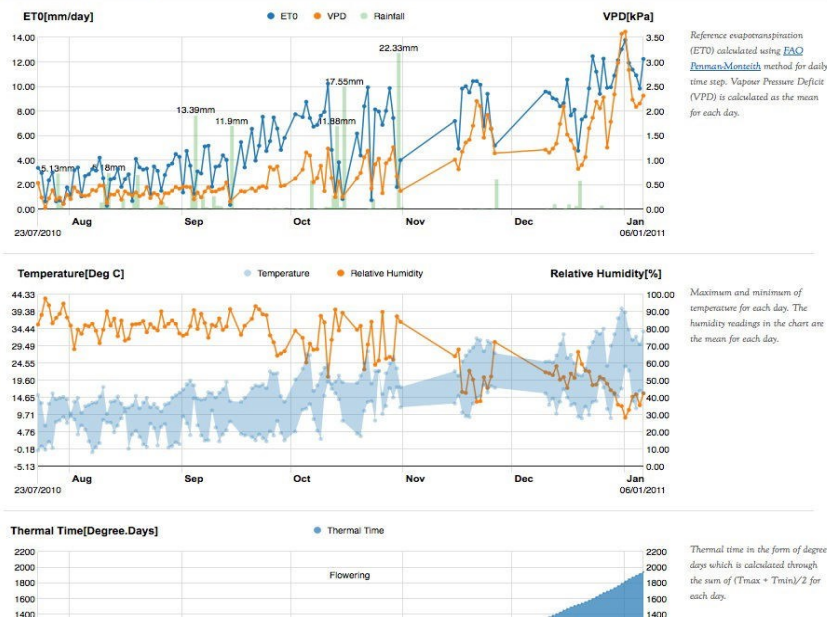 ET0[mm/day] ET0 VPD Rainfall VPD[kPa]
14.00 3.50
12.00 3.00
10.00 2.50
8.00 2.00
6.00 1.50
4.00 1.00
2.00 0.50
0.00 0.00
22.33mm
17.55mm
13.39mm
11.9mm
11.88mm
5.13mm
18mm
Aug Sep Oct Nov Dec Jan
23/07/2010 06/01/2011
Reference evapotranspiration
(ET0) calculated using FAO
Penman-Monteith method for daily
time step. Vapour Pressure Deficit
(VPD) is calculated as the mean
for each day.
Temperature[Deg C] Temperature Relative Humidity Relative Humidity[%]
44.33 100.00
39.38 90.00
34.44 80.00
29.49 70.00
24.55 60.00
19.60 50.00
14.65 40.00
9.71 30.00
4.76 20.00
-0.18 10.00
-5.13 0.00
Aug Sep Oct Nov Dec Jan
23/07/2010 06/01/2011
Maximum and minimum of
temperature for each day. The
humidity readings in the chart are
the mean for each day.
Thermal Time[Degree.Days] Thermal Time
2200 2200
2000 2000
1800 1800
1600 1600
1400 1400
Flowering
Thermal time in the form of degree
days which is calculated through
the sum of (Tmax + Tmin)/2 for
each day.